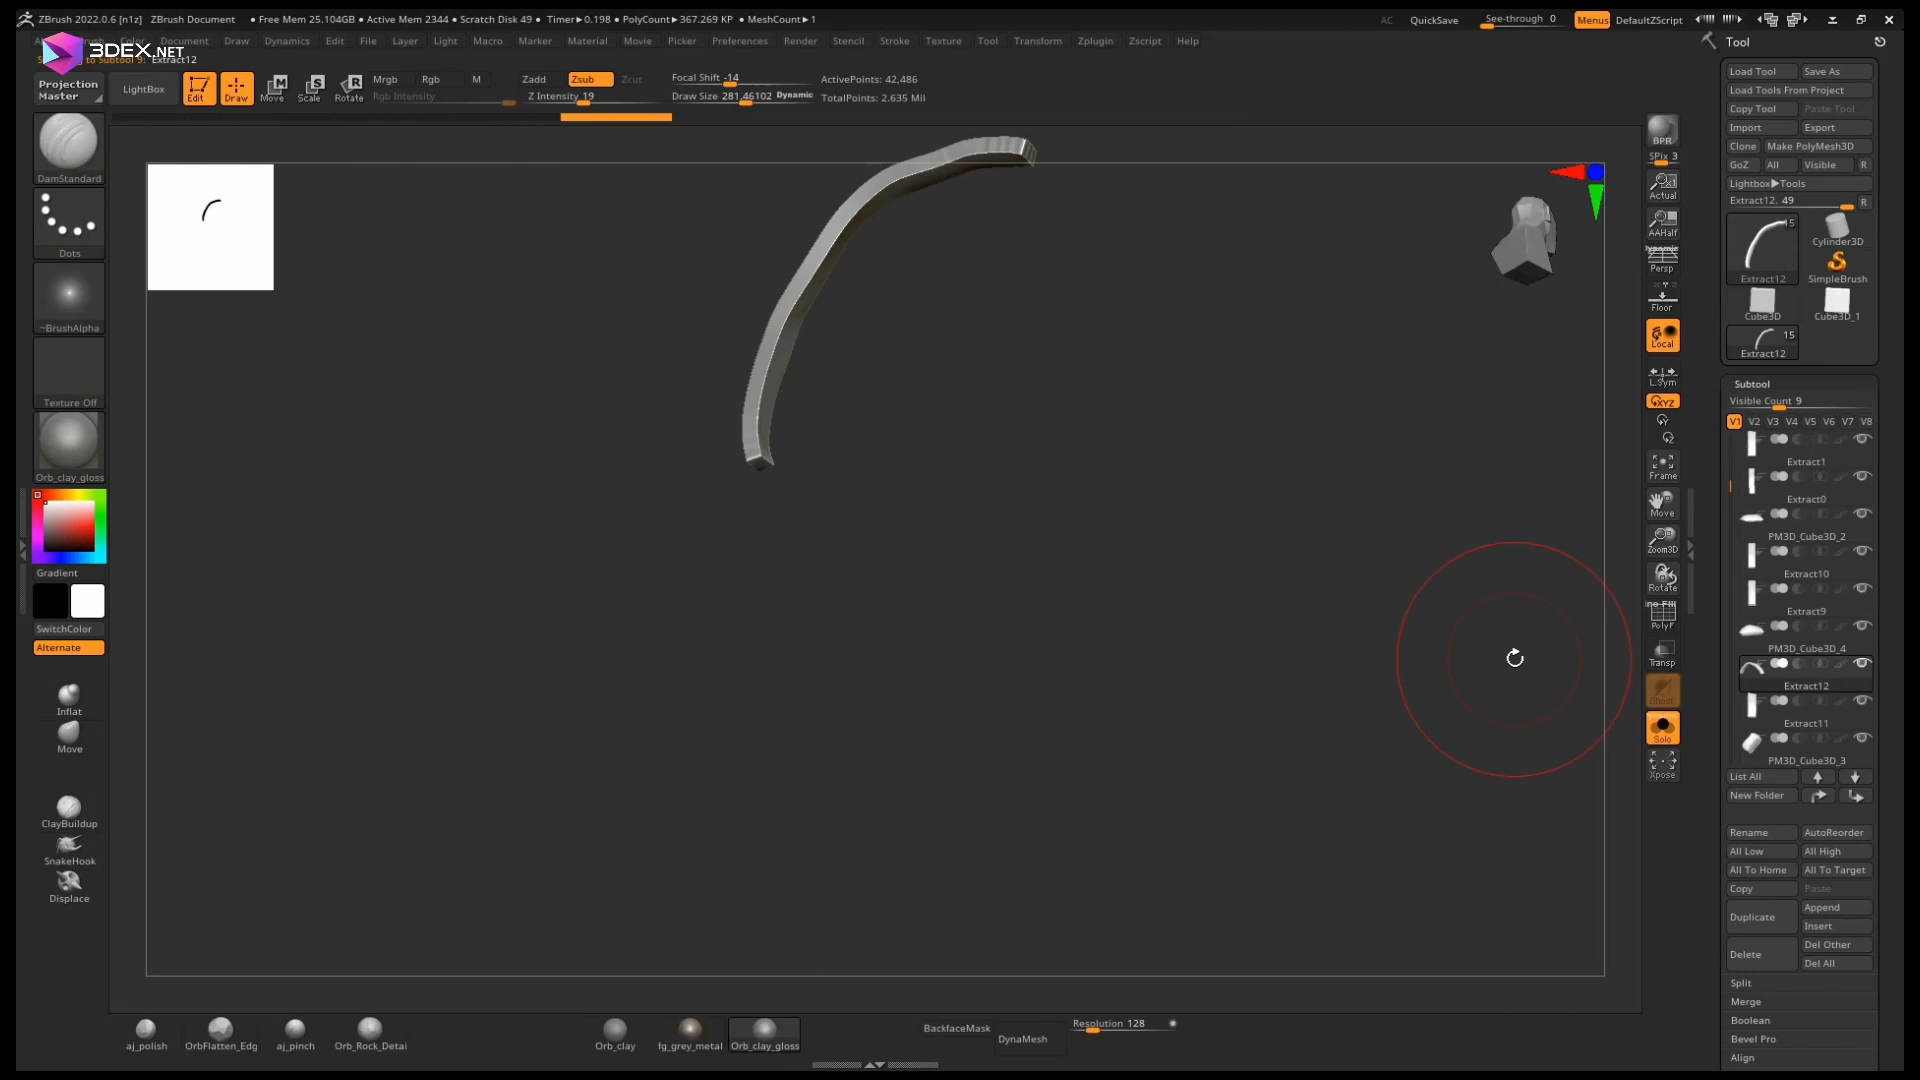 ZBrush 2022.0.6 [n1z] ZBrush Document • Free Mem 25.104GB • Active Mem 2344 • Scratch Disk 49 • Timer▶0.198 • PolyCount▶367.269 KP • MeshCount▶1 AC QuickSave See-through 0 Menus DefaultZScript
3DEX.NET
Draw Dynamics Edit File Layer Light Macro Marker Material Movie Picker Preferences Render Stencil Stroke Texture Tool Transform Zplugin Zscript Help
to Subtool 9: Extract12
Projection Master
LightBox
Edit
Draw
Move
Scale
Rotate
Mrgb Rgb M
Rgb Intensity
Zadd Zsub Zcut
Z Intensity 19
Focal Shift -14
Draw Size 281.46102 Dynamic
ActivePoints: 42,486
TotalPoints: 2.635 Mil
DamStandard
Dots
~BrushAlpha
Texture Off
Orb_clay_gloss
Gradient
SwitchColor
Alternate
Inflat
Move
ClayBuildup
SnakeHook
Displace
BPR
SPix 3
Actual
AAHalf
Dynamic
Persp
Floor
Local
L.Sym
XYZ
Y
Z
Frame
Move
Zoom3D
Rotate
Line Fill
PolyF
Transp
Ghost
Solo
Xpose
Tool
Load Tool Save As
Load Tools From Project
Copy Tool Paste Tool
Import Export
Clone Make PolyMesh3D
GoZ All Visible R
Lightbox▶Tools
Extract12. 49 R
15
Extract12
Cylinder3D
SimpleBrush
Cube3D Cube3D_1
15
Extract12
Subtool
Visible Count 9
V1 V2 V3 V4 V5 V6 V7 V8
Extract1
Extract0
PM3D_Cube3D_2
Extract10
Extract9
PM3D_Cube3D_4
Extract12
Extract11
PM3D_Cube3D_3
List All
New Folder
Rename AutoReorder
All Low All High
All To Home All To Target
Copy Paste
Duplicate Append
Insert
Delete Del Other
Del All
Split
Merge
Boolean
Bevel Pro
Align
aj_polish OrbFlatten_Edg aj_pinch Orb_Rock_Detai
Orb_clay fg_grey_metal Orb_clay_gloss
BackfaceMask
DynaMesh
Resolution 128